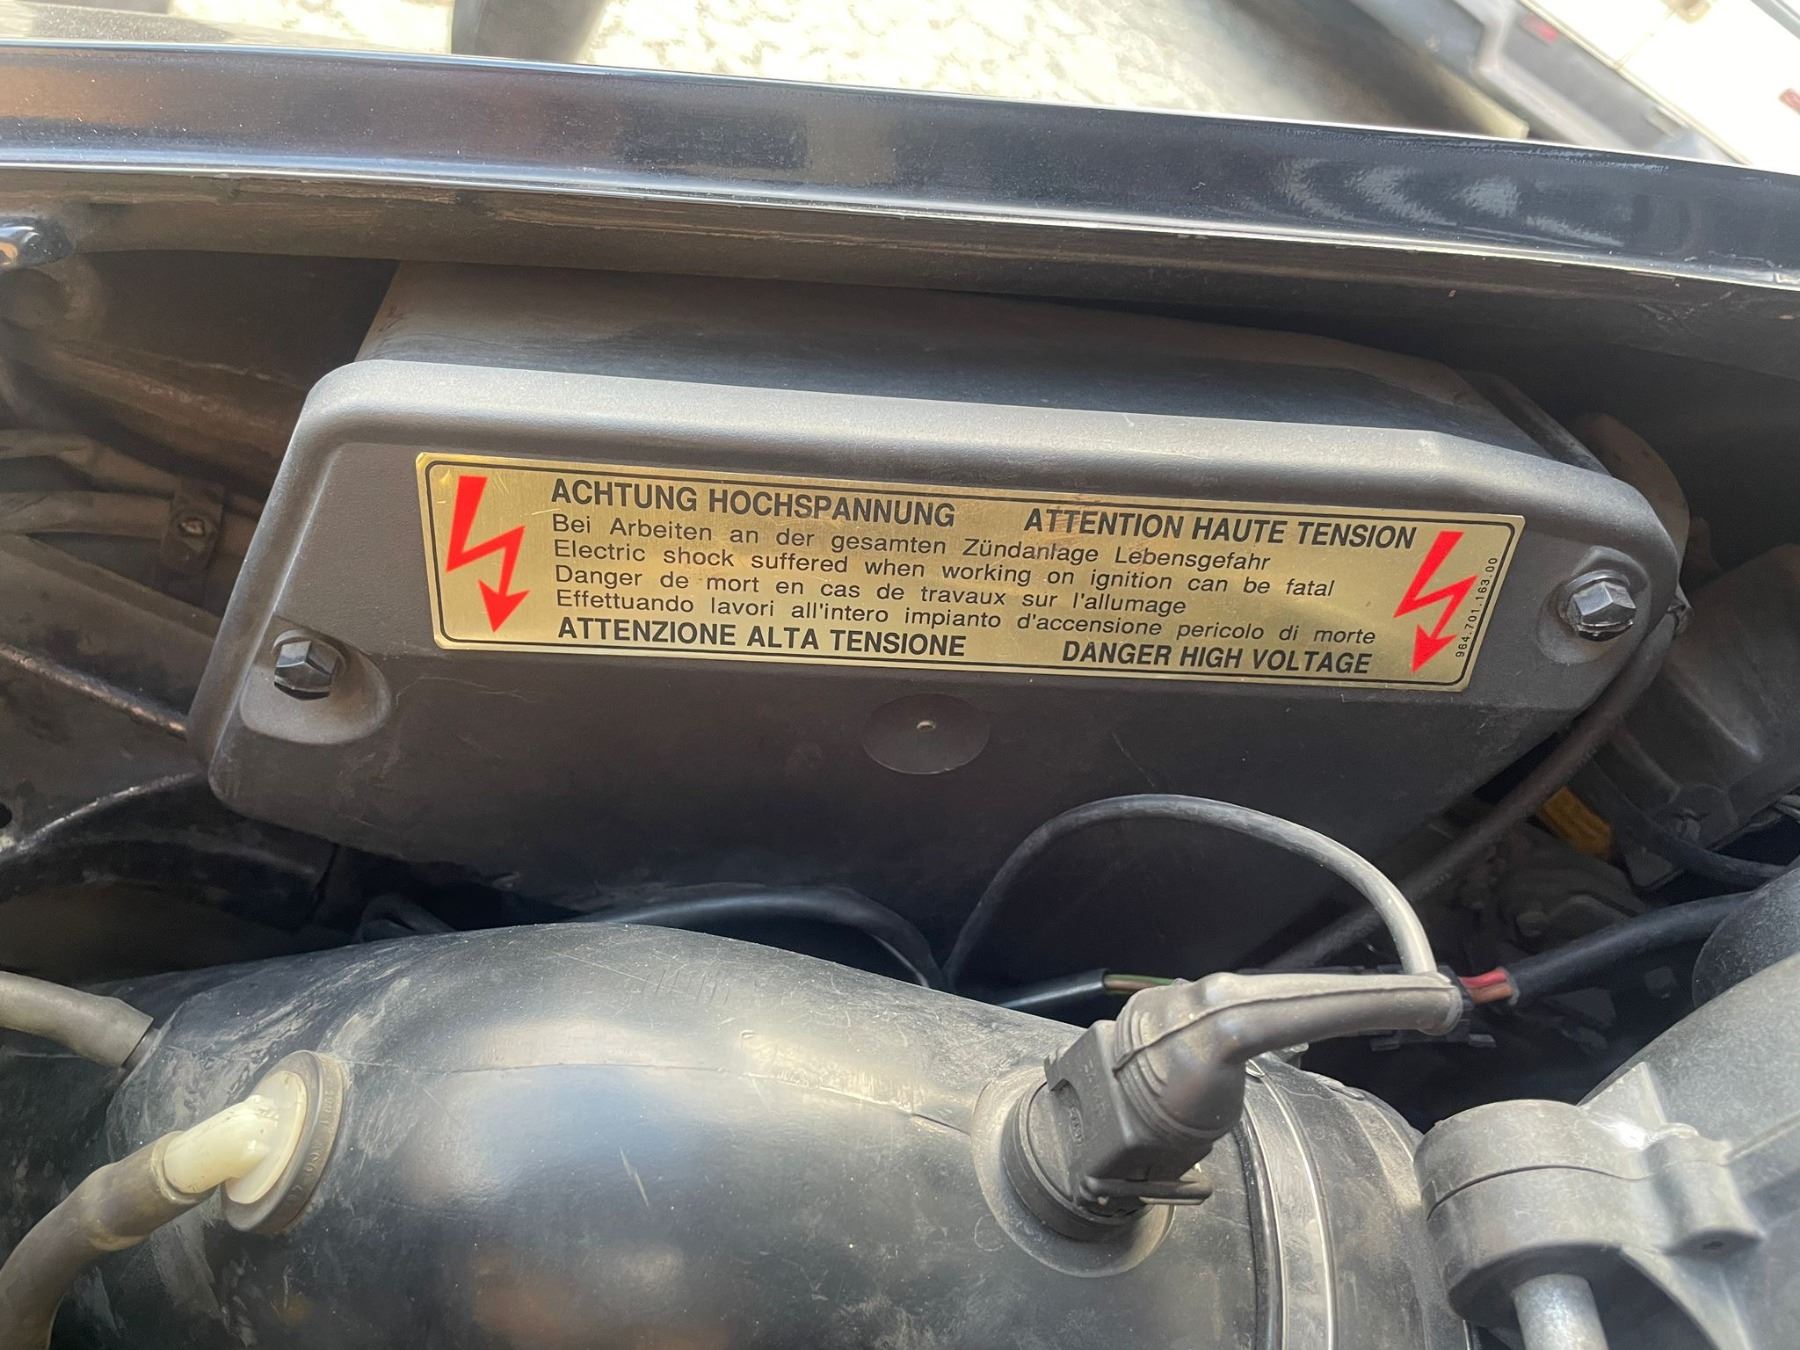 ACHTUNG HOCHSPANNUNG ATTENTION HAUTE TENSION
Bei Arbeiten an der gesamten Zündanlage Lebensgefahr
Electric shock suffered when working on ignition can be fatal
Danger de mort en cas de travaux sur l'allumage
Effettuando lavori all'intero impianto d'accensione pericolo di morte
ATTENZIONE ALTA TENSIONE DANGER HIGH VOLTAGE
964.701.163.00